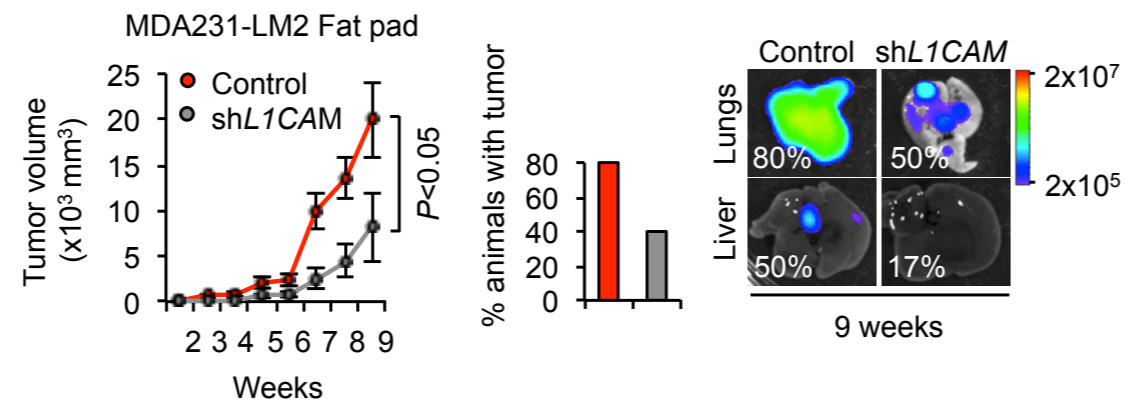 MDA231-LM2 Fat pad
Tumor volume
(x10³ mm³)
25
20
15
10
5
0
Control
shL1CAM
P<0.05
2 3 4 5 6 7 8 9
Weeks
% animals with tumor
80
60
40
20
0
Control shL1CAM
Lungs
80% 50%
Liver
50% 17%
2x10⁷
2x10⁵
9 weeks